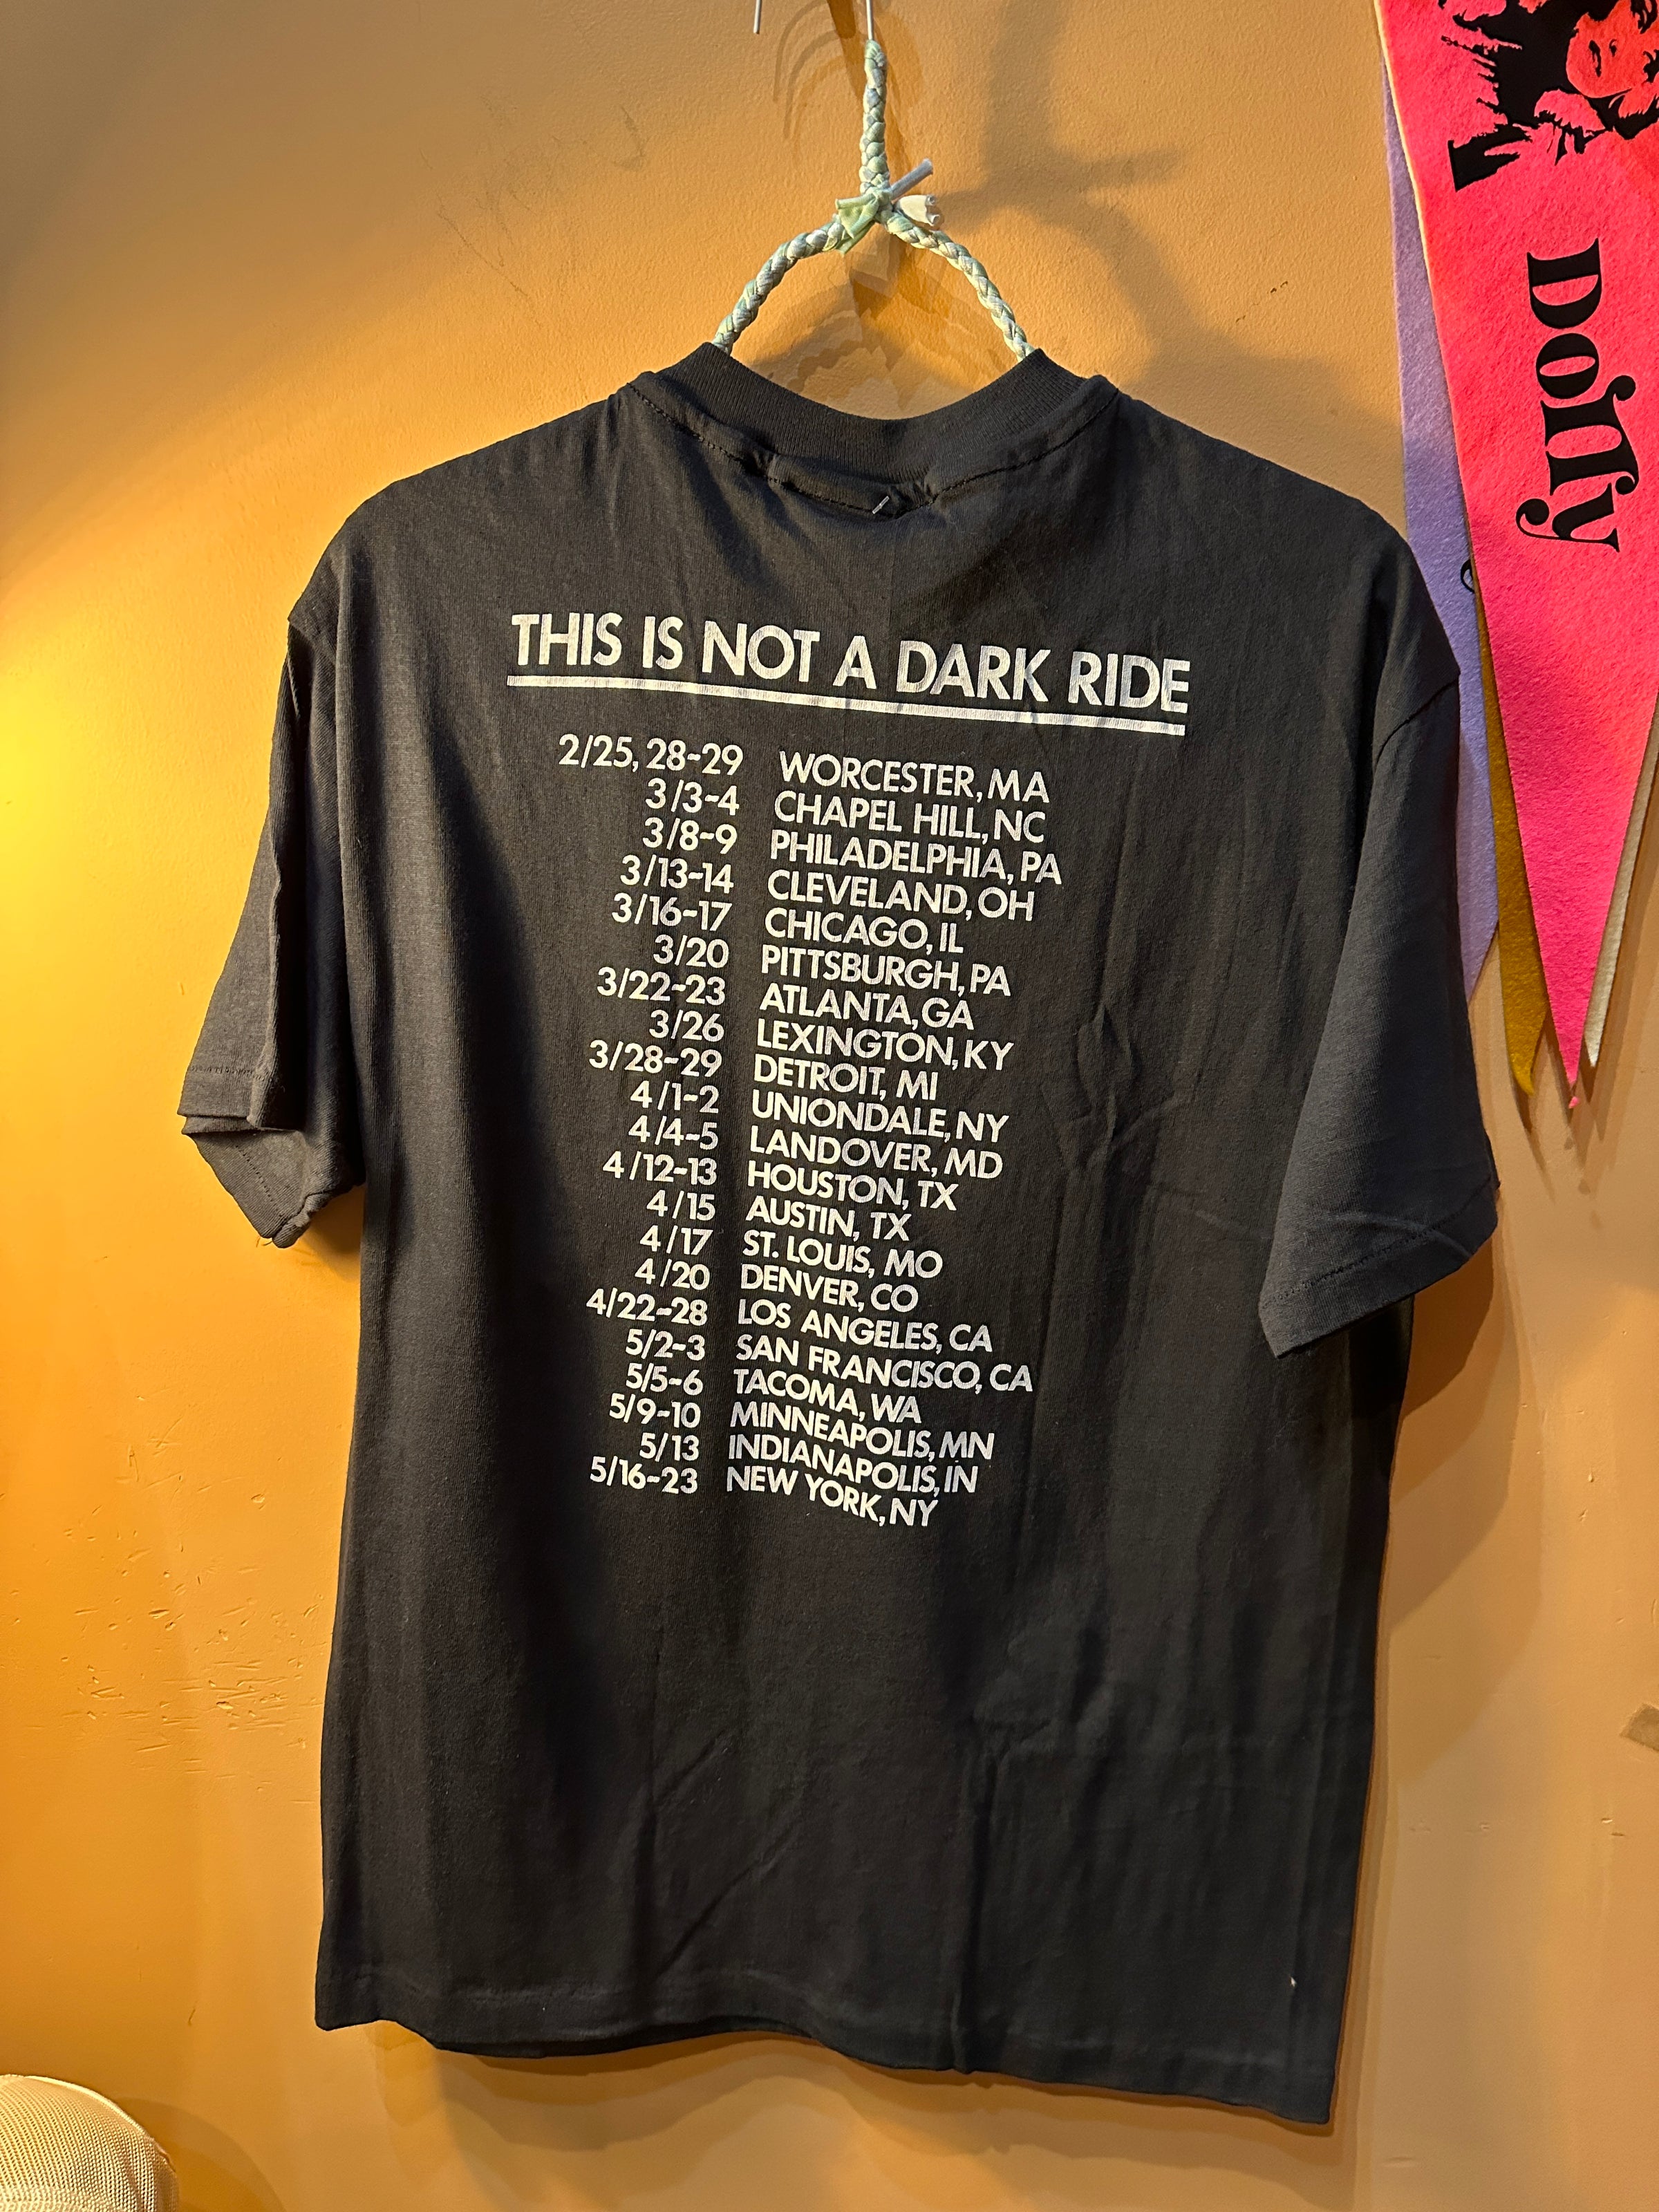 THIS IS NOT A DARK RIDE
2/25, 28-29 WORCESTER, MA
3/3-4 CHAPEL HILL, NC
3/8-9 PHILADELPHIA, PA
3/13-14 CLEVELAND, OH
3/16-17 CHICAGO, IL
3/20 PITTSBURGH, PA
3/22-23 ATLANTA, GA
3/26 LEXINGTON, KY
3/28-29 DETROIT, MI
4/1-2 UNIONDALE, NY
4/4-5 LANDOVER, MD
4/12-13 HOUSTON, TX
4/15 AUSTIN, TX
4/17 ST. LOUIS, MO
4/20 DENVER, CO
4/22-28 LOS ANGELES, CA
5/2-3 SAN FRANCISCO, CA
5/5-6 TACOMA, WA
5/9-10 MINNEAPOLIS, MN
5/13 INDIANAPOLIS, IN
5/16-23 NEW YORK, NY
Dolly